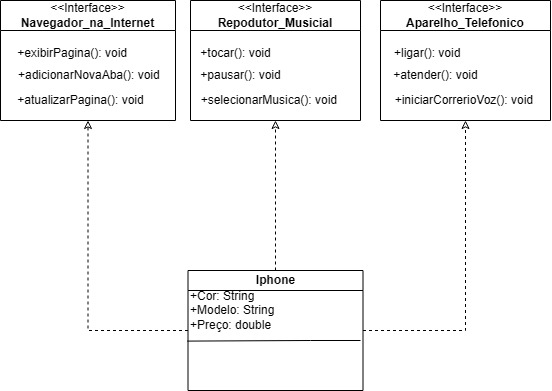 <<Interface>>
Navegador_na_Internet
+exibirPagina(): void
+adicionarNovaAba(): void
+atualizarPagina(): void
<<Interface>>
Repodutor_Musicial
+tocar(): void
+pausar(): void
+selecionarMusica(): void
<<Interface>>
Aparelho_Telefonico
+ligar(): void
+atender(): void
+iniciarCorrerioVoz(): void
Iphone
+Cor: String
+Modelo: String
+Preço: double